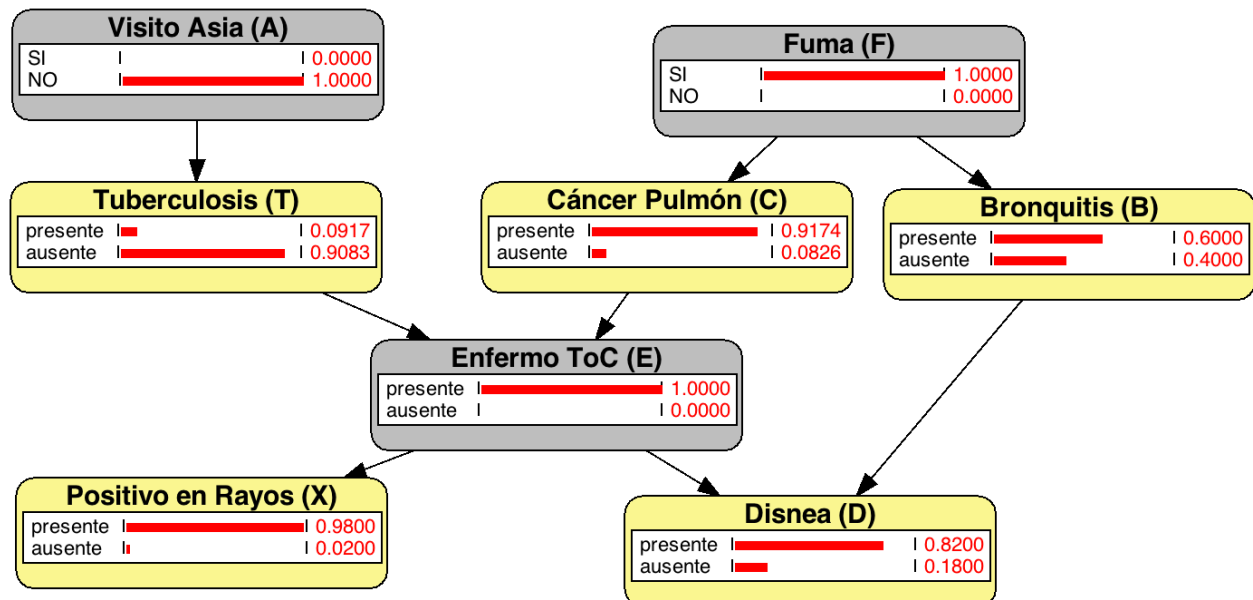 Visito Asia (A)
SI 0.0000
NO 1.0000
Fuma (F)
SI 1.0000
NO 0.0000
Tuberculosis (T)
presente 0.0917
ausente 0.9083
Cáncer Pulmón (C)
presente 0.9174
ausente 0.0826
Bronquitis (B)
presente 0.6000
ausente 0.4000
Enfermo ToC (E)
presente 1.0000
ausente 0.0000
Positivo en Rayos (X)
presente 0.9800
ausente 0.0200
Disnea (D)
presente 0.8200
ausente 0.1800